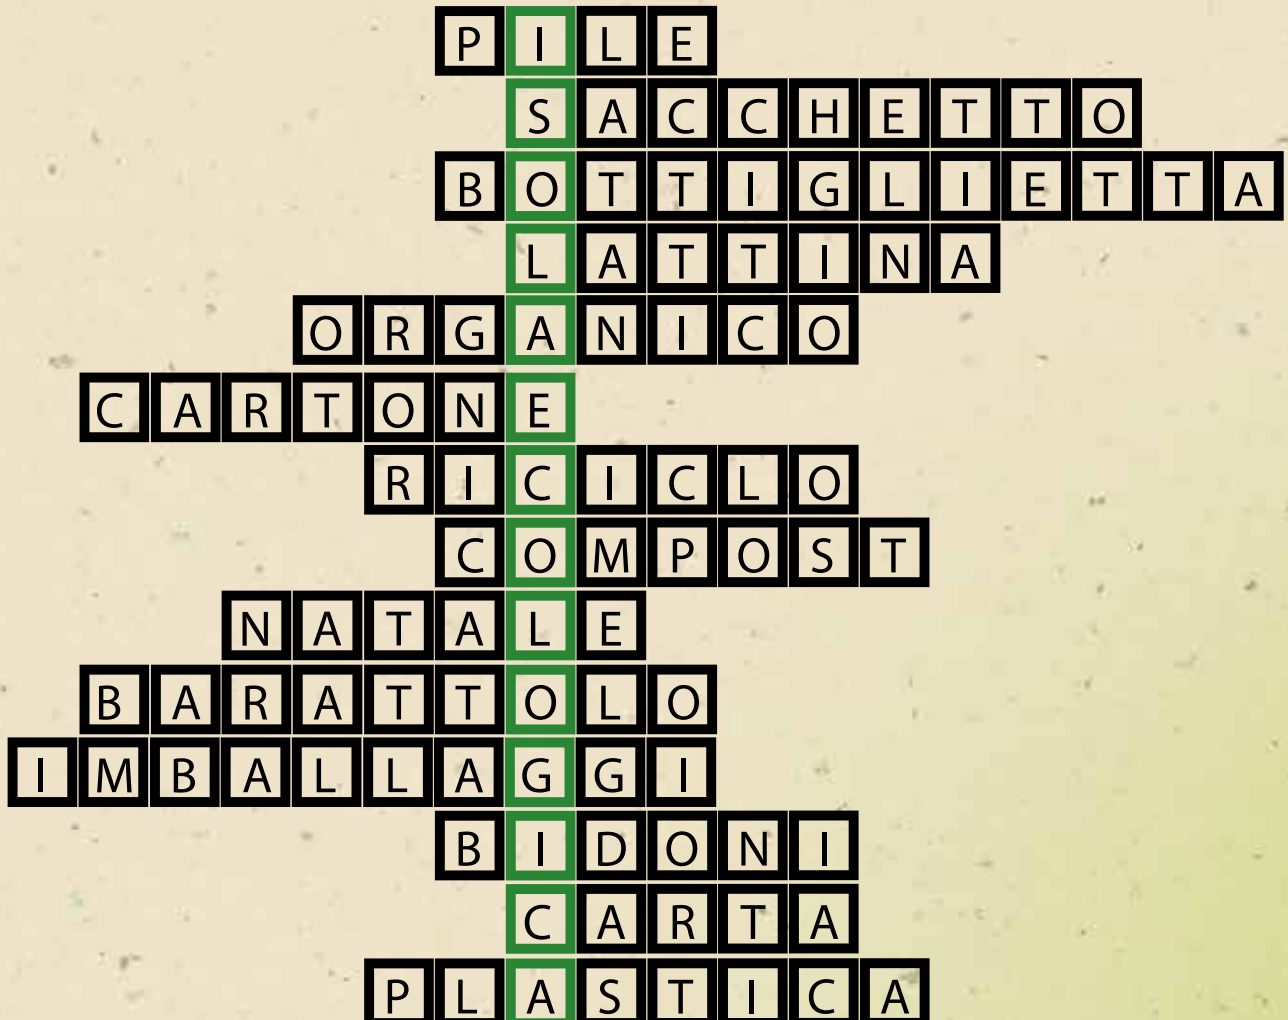 PILE
SACCHETTO
BOTTIGLIETTA
LATTINA
ORGANICO
CARTONE
RICICLO
COMPOST
NATALE
BARATTOLO
IMBALLAGGI
BIDONI
CARTA
PLASTICA